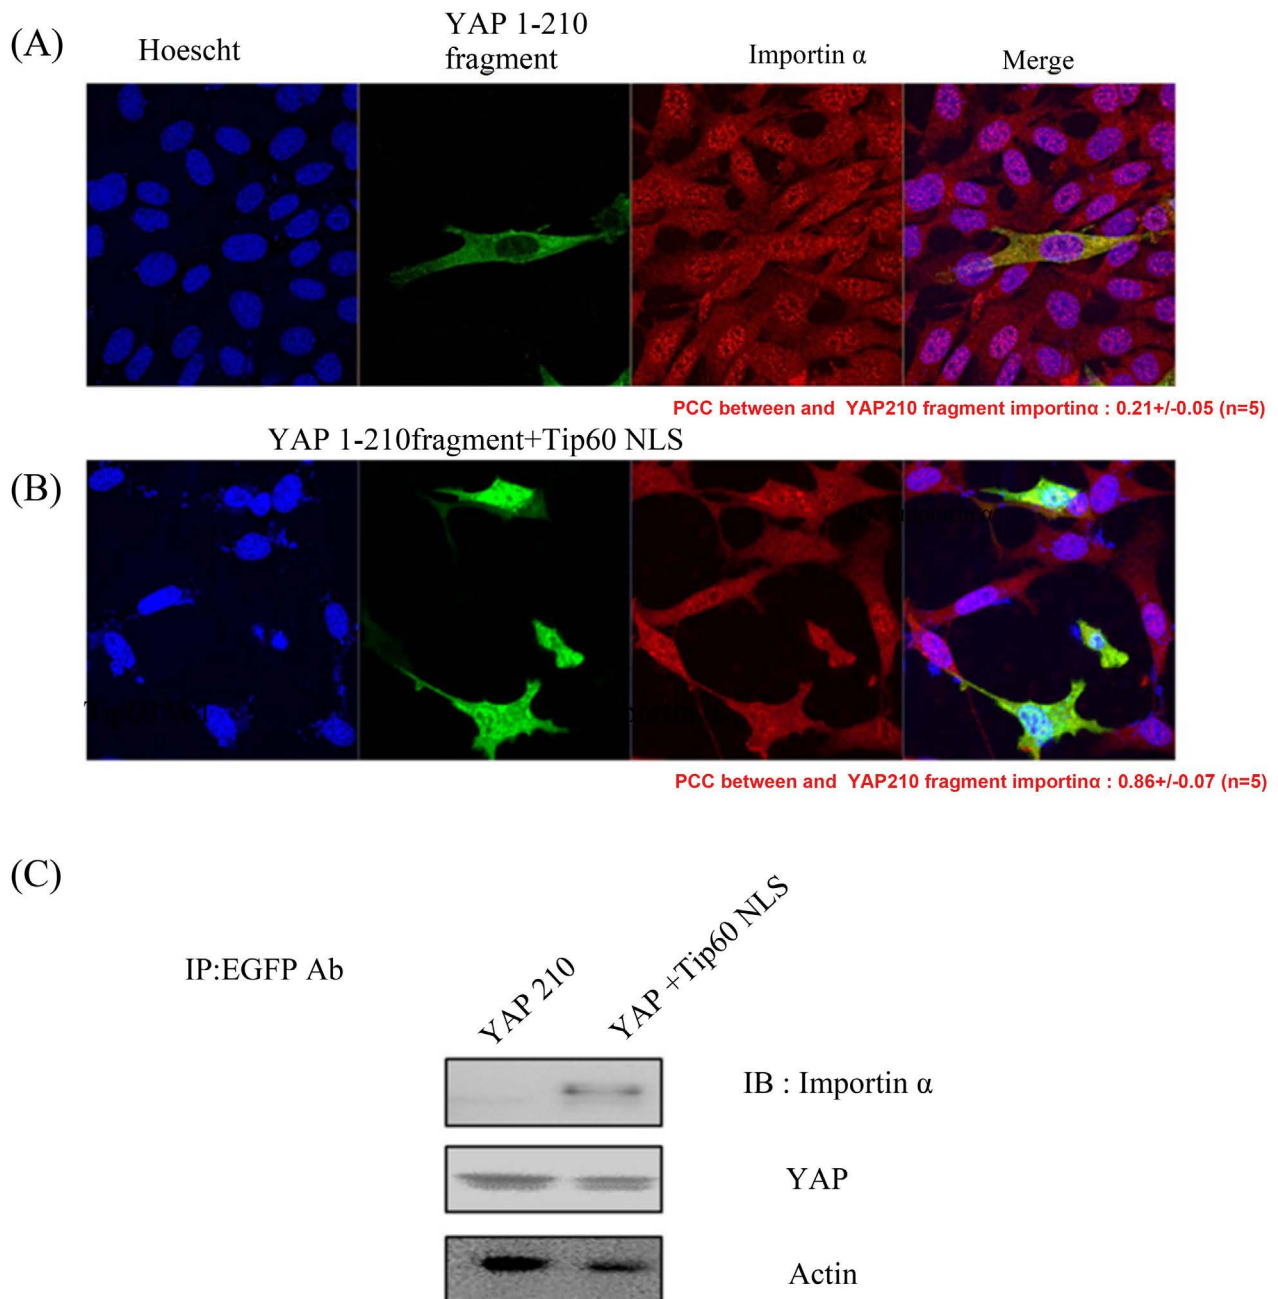 (A)
Hoescht
YAP 1-210
fragment
Importin α
Merge
PCC between and YAP210 fragment importinα : 0.21+/-0.05 (n=5)
YAP 1-210fragment+Tip60 NLS
(B)
PCC between and YAP210 fragment importinα : 0.86+/-0.07 (n=5)
(C)
IP:EGFP Ab
YAP 210
YAP +Tip60 NLS
IB : Importin α
YAP
Actin